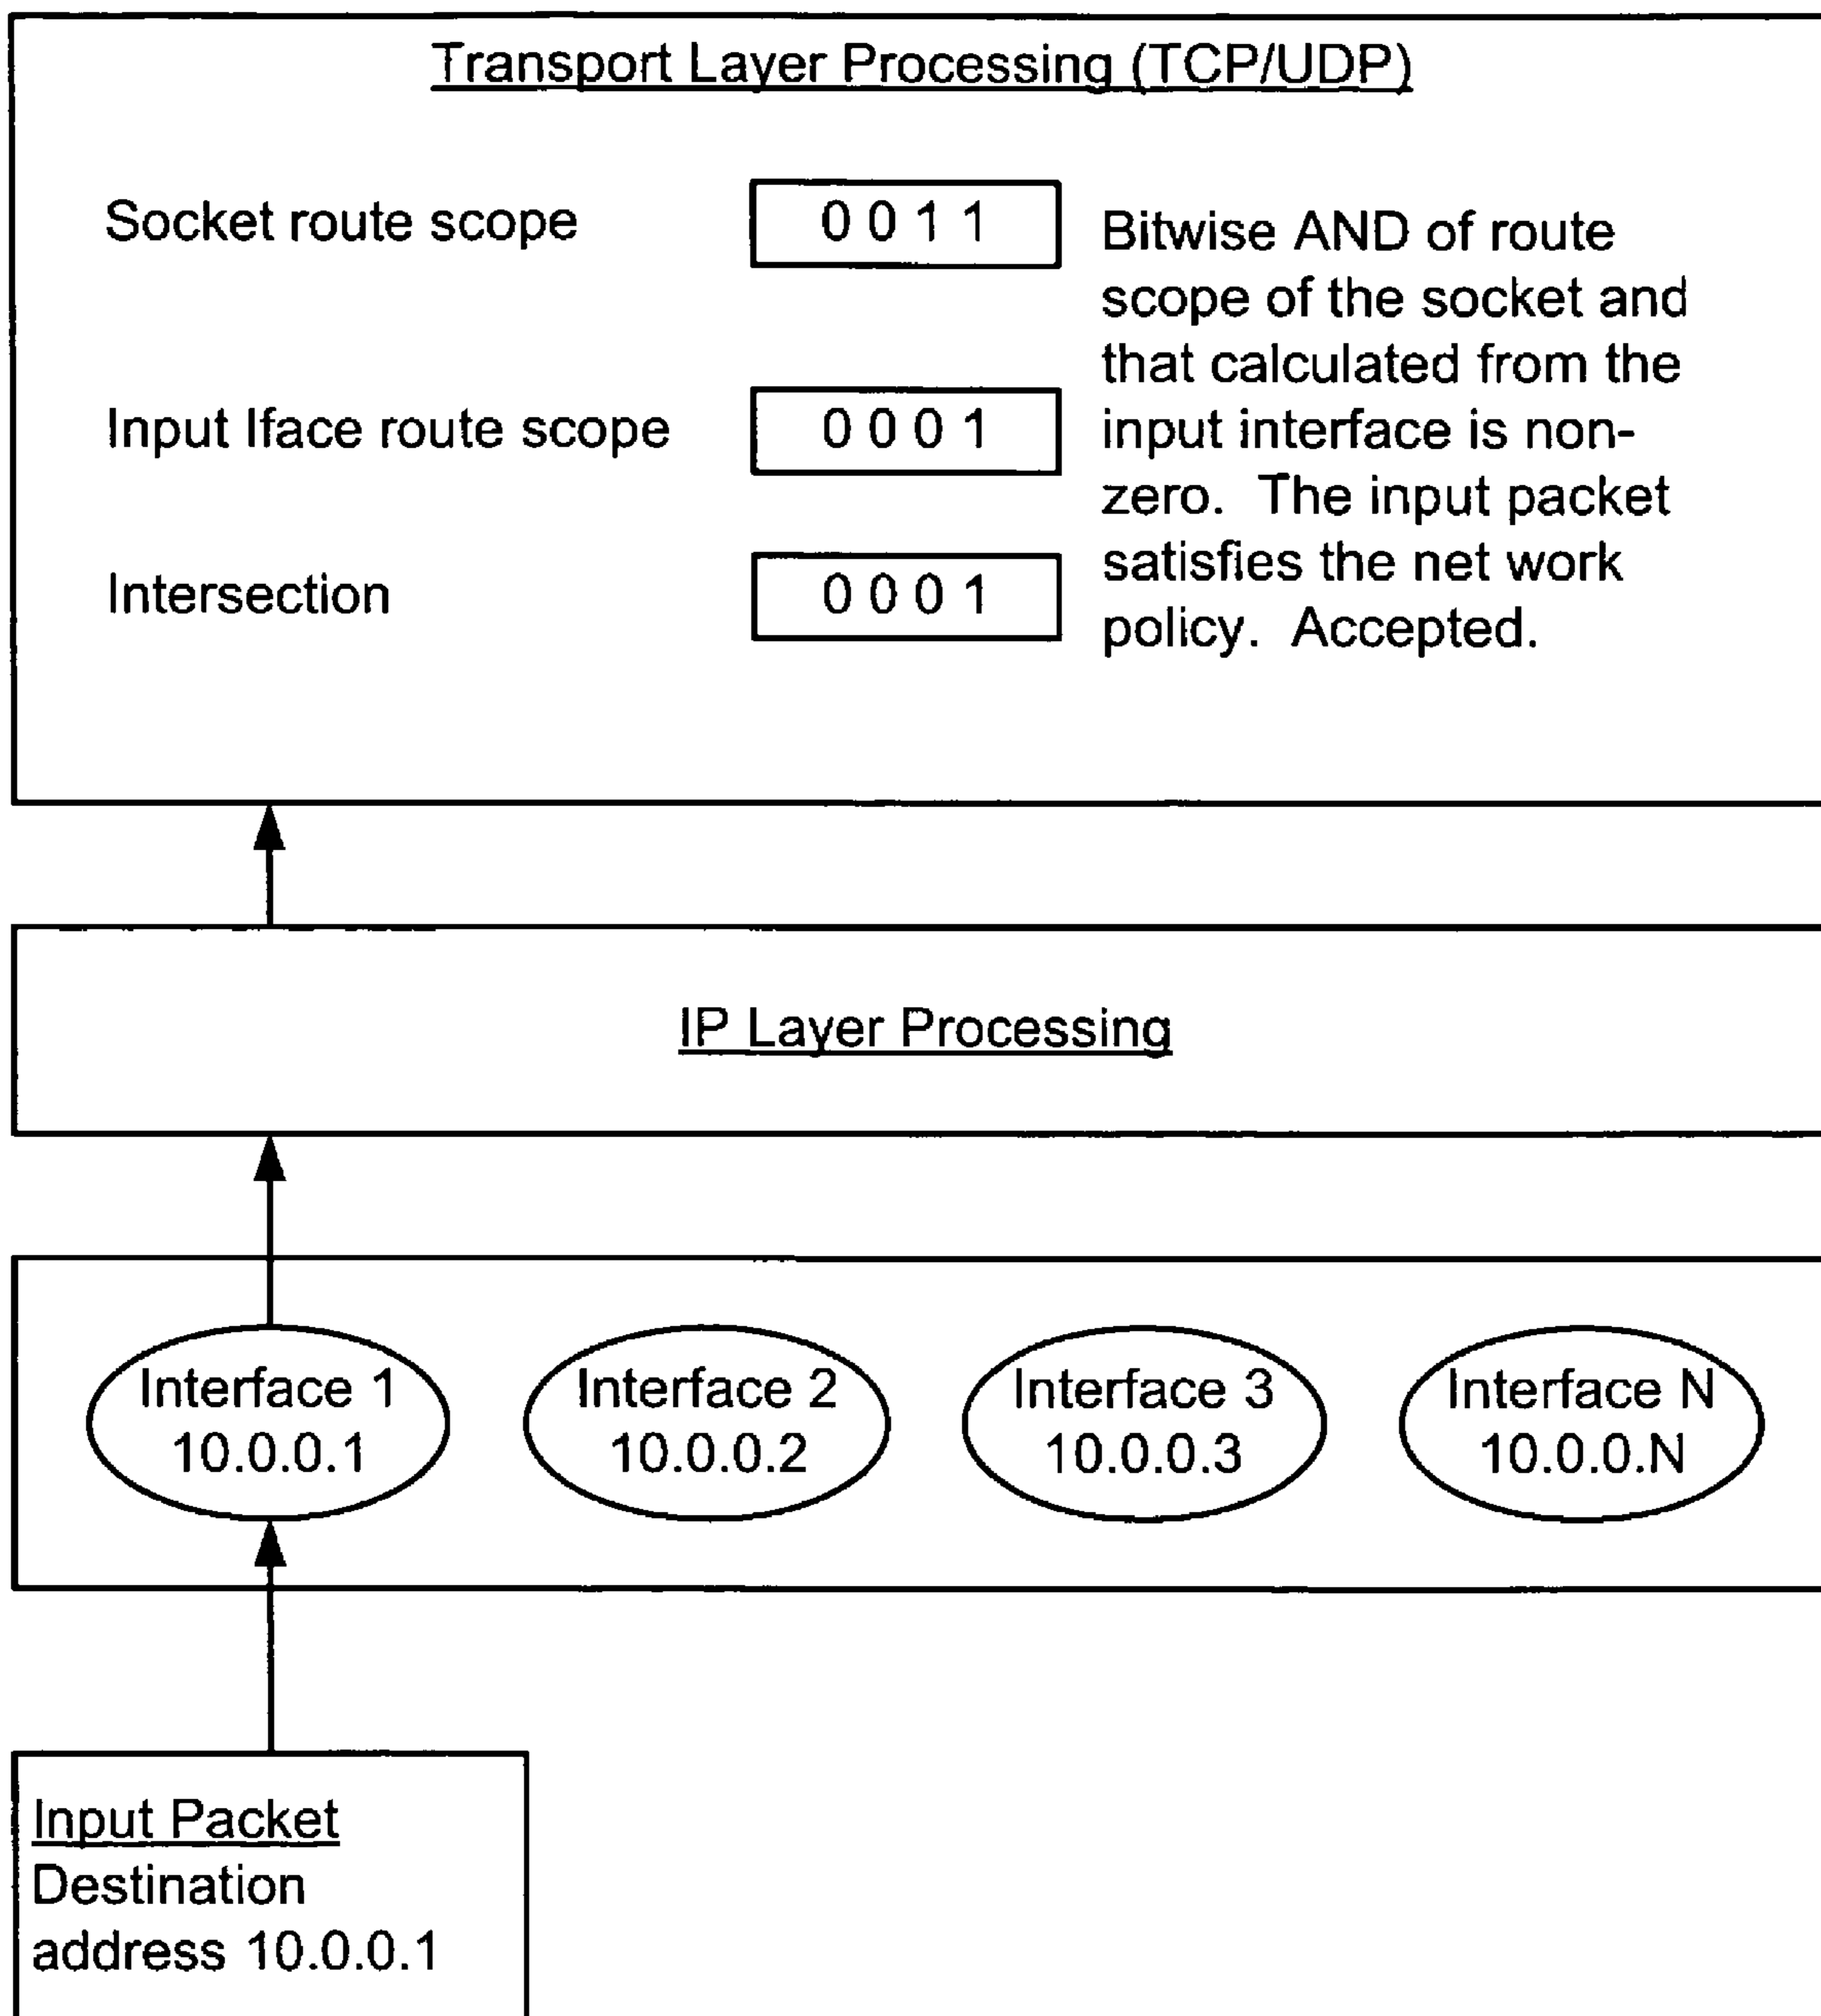 Transport Layer Processing (TCP/UDP)
Socket route scope
0 0 1 1
Input Iface route scope
0 0 0 1
Intersection
0 0 0 1
Bitwise AND of route
scope of the socket and
that calculated from the
input interface is non-
zero. The input packet
satisfies the net work
policy. Accepted.
IP Layer Processing
Interface 1
10.0.0.1
Interface 2
10.0.0.2
Interface 3
10.0.0.3
Interface N
10.0.0.N
Input Packet
Destination
address 10.0.0.1